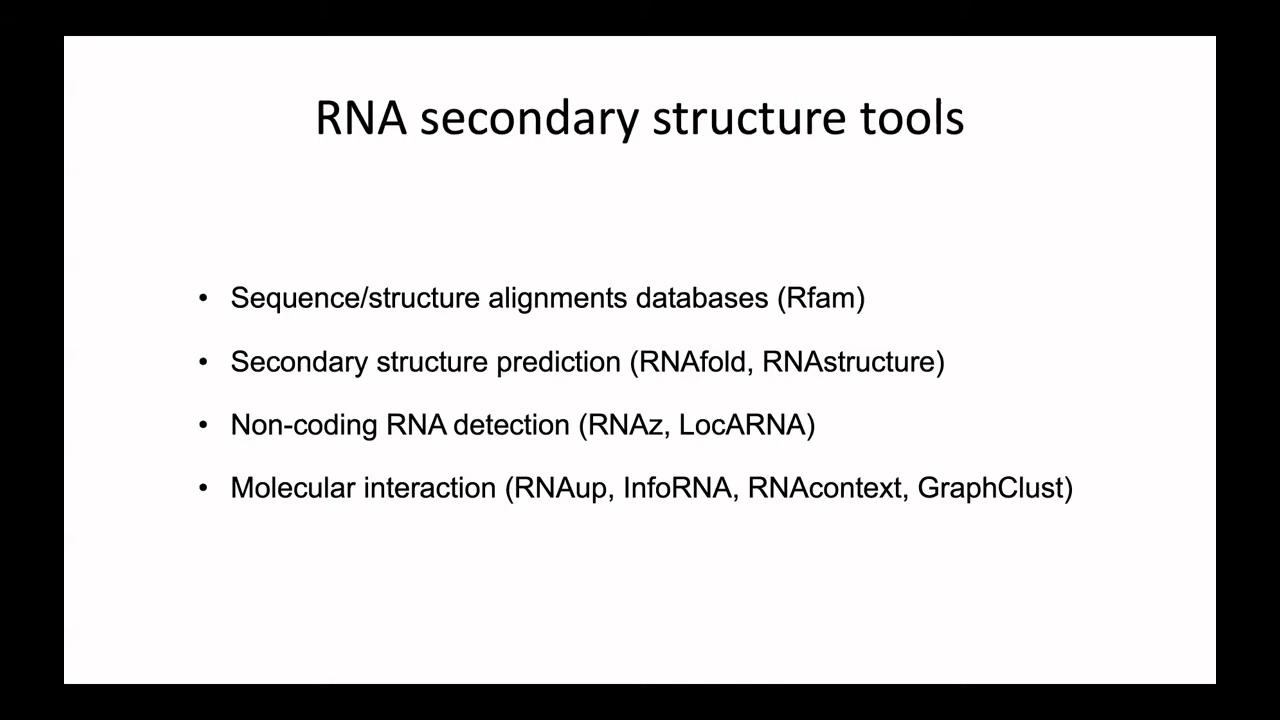 RNA secondary structure tools
• Sequence/structure alignments databases (Rfam)
• Secondary structure prediction (RNAfold, RNAstructure)
• Non-coding RNA detection (RNAz, LocARNA)
• Molecular interaction (RNAup, InfoRNA, RNAcontext, GraphClust)